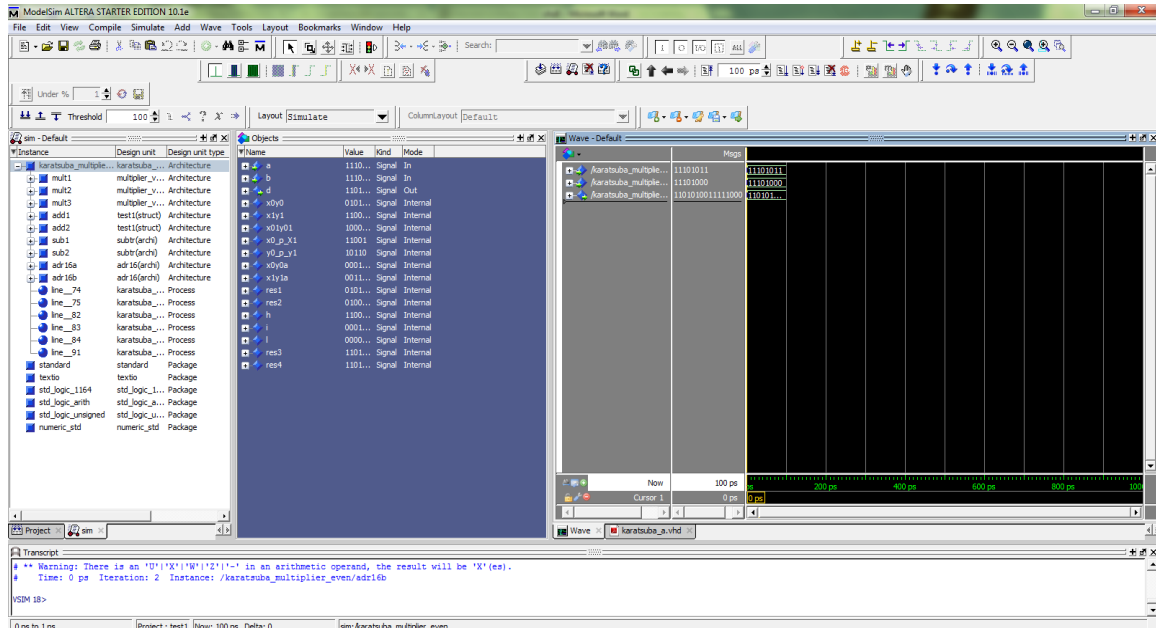 ModelSim ALTERA STARTER EDITION 10.1e
File Edit View Compile Simulate Add Wave Tools Layout Bookmarks Window Help
Search:
100 ps
Under % 1
Threshold 100 Layout Simulate ColumnLayout Default
sim - Default
Instance Design unit Design unit type
karatsuba_multiplie... karatsuba_... Architecture
mult1 multiplier_v... Architecture
mult2 multiplier_v... Architecture
mult3 multiplier_v... Architecture
add1 test1(struct) Architecture
add2 test1(struct) Architecture
sub1 subtr(archi) Architecture
sub2 subtr(archi) Architecture
adr16a adr16(archi) Architecture
adr16b adr16(archi) Architecture
line__74 karatsuba_... Process
line__75 karatsuba_... Process
line__82 karatsuba_... Process
line__83 karatsuba_... Process
line__84 karatsuba_... Process
line__91 karatsuba_... Process
standard standard Package
textio textio Package
std_logic_1164 std_logic_1... Package
std_logic_arith std_logic_a... Package
std_logic_unsigned std_logic_u... Package
numeric_std numeric_std Package
Project sim
Objects
Name Value Kind Mode
a 1110... Signal In
b 1110... Signal In
d 1101... Signal Out
x0y0 0101... Signal Internal
x1y1 1100... Signal Internal
x01y01 1000... Signal Internal
x0_p_X1 11001 Signal Internal
y0_p_y1 10110 Signal Internal
x0y0a 0001... Signal Internal
x1y1a 0011... Signal Internal
res1 0101... Signal Internal
res2 0100... Signal Internal
h 1100... Signal Internal
i 0001... Signal Internal
l 0000... Signal Internal
res3 1101... Signal Internal
res4 1101... Signal Internal
Wave - Default
Msgs
/karatsuba_multiplie... 11101011 11101011
/karatsuba_multiplie... 11101000 11101000
/karatsuba_multiplie... 1101010011111000 110101...
Now 100 ps ps 200 ps 400 ps 600 ps 800 ps 100
Cursor 1 0 ps 0 ps
Wave karatsuba_a.vhd
Transcript
# ** Warning: There is an 'U'|'X'|'W'|'Z'|'-' in an arithmetic operand, the result will be 'X'(es).
# Time: 0 ps Iteration: 2 Instance: /karatsuba_multiplier_even/adr16b
VSIM 18>
0 ps to 1 ps Project : test1 Now: 100 ps Delta: 0 sim:/karatsuba_multiplier_even